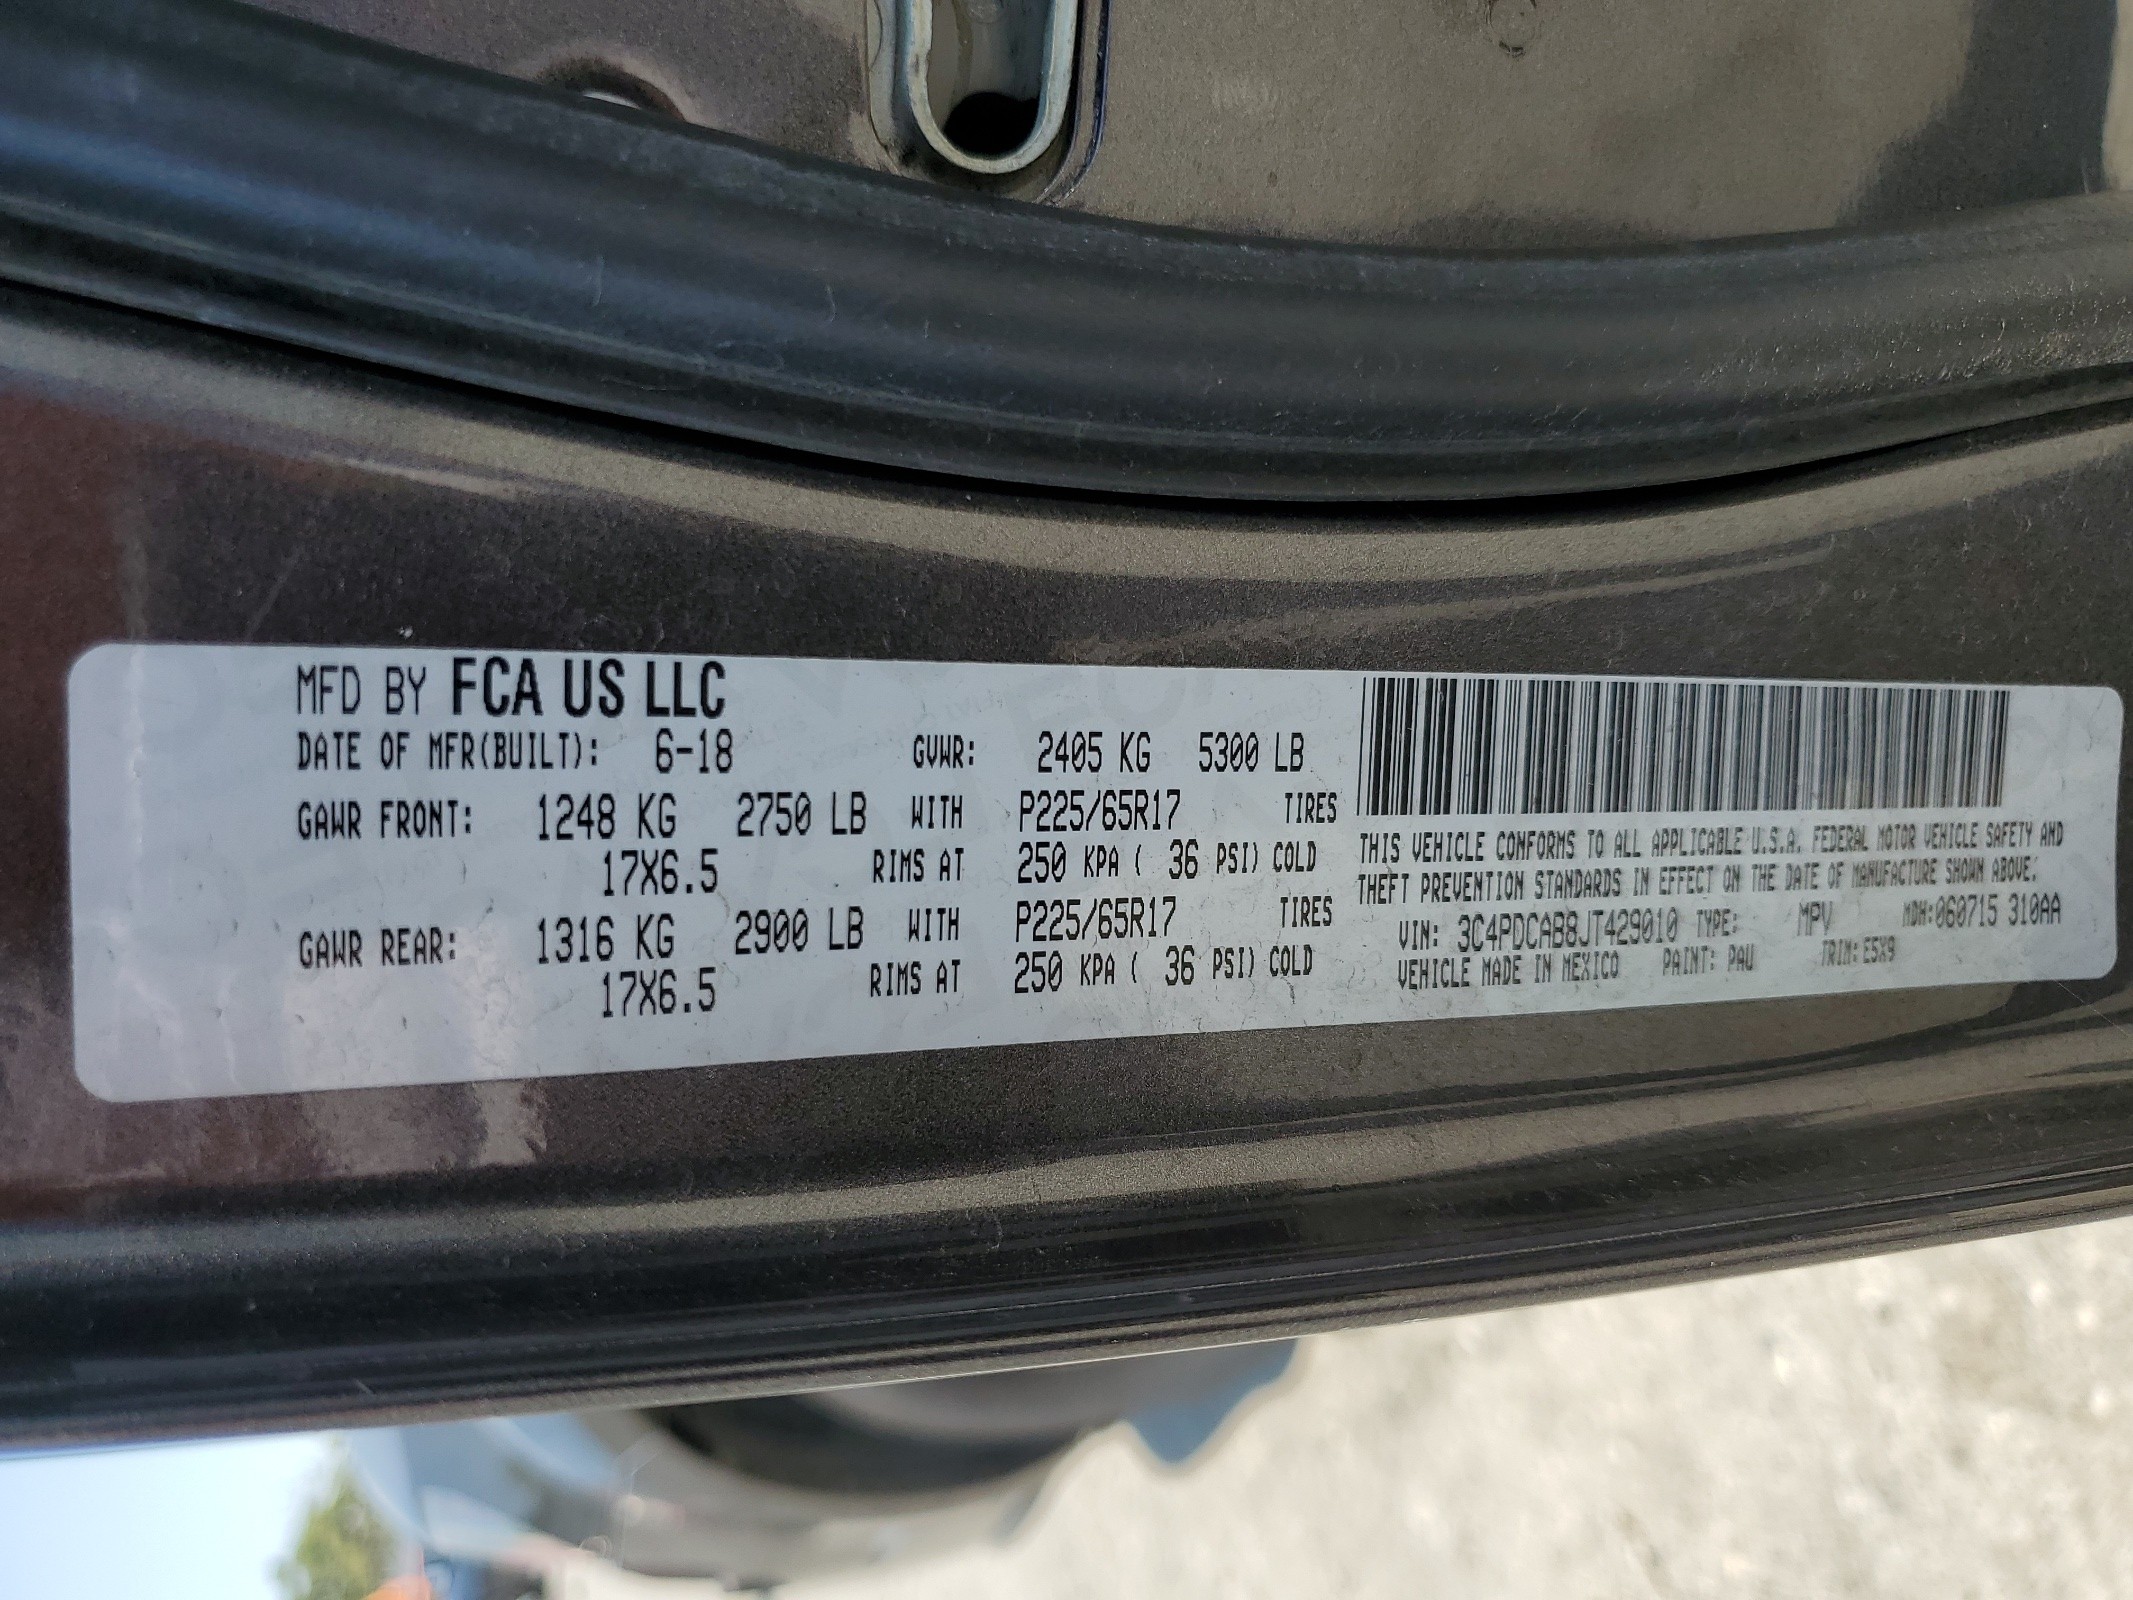 MFD BY FCA US LLC
DATE OF MFR(BUILT): 6-18 GVWR: 2405 KG 5300 LB
GAWR FRONT: 1248 KG 2750 LB WITH P225/65R17 TIRES
17X6.5 RIMS AT 250 KPA ( 36 PSI) COLD
GAWR REAR: 1316 KG 2900 LB WITH P225/65R17 TIRES
17X6.5 RIMS AT 250 KPA ( 36 PSI) COLD
THIS VEHICLE CONFORMS TO ALL APPLICABLE U.S.A. FEDERAL MOTOR VEHICLE SAFETY AND
THEFT PREVENTION STANDARDS IN EFFECT ON THE DATE OF MANUFACTURE SHOWN ABOVE.
VIN: 3C4PDCAB8JT429010 TYPE: MPV MDH:060715 310AA
VEHICLE MADE IN MEXICO PAINT: PAU TRIM: E5X9